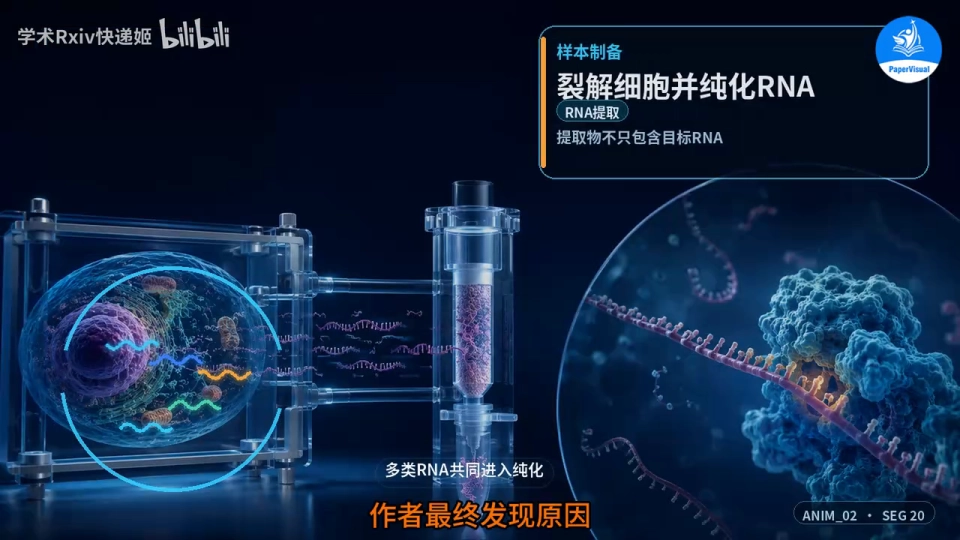 学术Rxiv快递姬 bilibili
样本制备
裂解细胞并纯化RNA
RNA提取
提取物不只包含目标RNA
PaperVisual
多类RNA共同进入纯化
作者最终发现原因
ANIM_02 · SEG 20